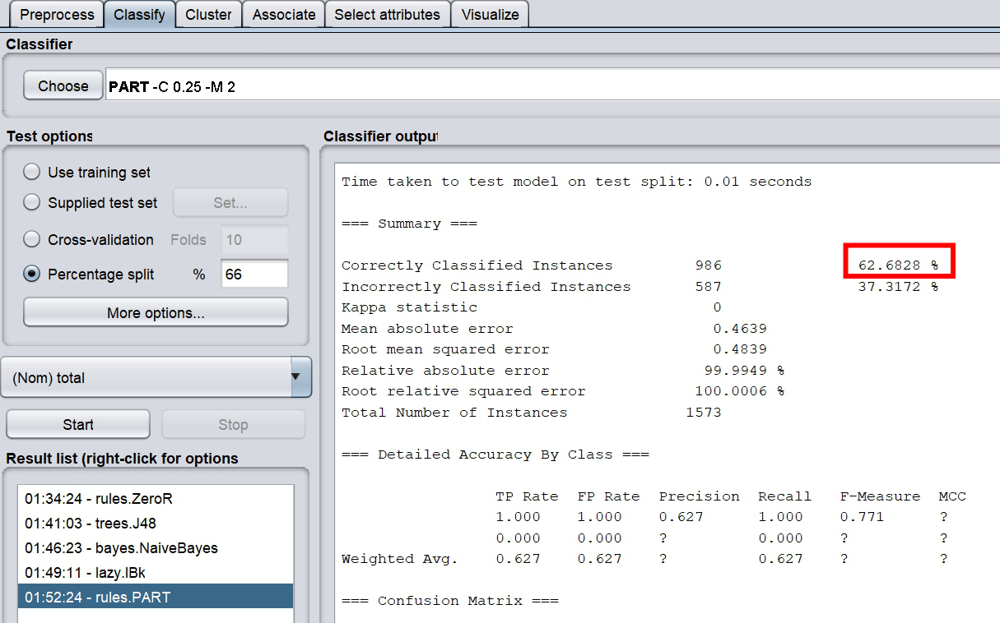 Preprocess Classify Cluster Associate Select attributes Visualize
Classifier
Choose PART -C 0.25 -M 2
Test options
Use training set
Supplied test set Set...
Cross-validation Folds 10
Percentage split % 66
More options...
(Nom) total
Start Stop
Result list (right-click for options
01:34:24 - rules.ZeroR
01:41:03 - trees.J48
01:46:23 - bayes.NaiveBayes
01:49:11 - lazy.IBk
01:52:24 - rules.PART
Classifier output
Time taken to test model on test split: 0.01 seconds
=== Summary ===
Correctly Classified Instances 986 62.6828 %
Incorrectly Classified Instances 587 37.3172 %
Kappa statistic 0
Mean absolute error 0.4639
Root mean squared error 0.4839
Relative absolute error 99.9949 %
Root relative squared error 100.0006 %
Total Number of Instances 1573
=== Detailed Accuracy By Class ===
TP Rate FP Rate Precision Recall F-Measure MCC
1.000 1.000 0.627 1.000 0.771 ?
0.000 0.000 ? 0.000 ? ?
Weighted Avg. 0.627 0.627 ? 0.627 ? ?
=== Confusion Matrix ===